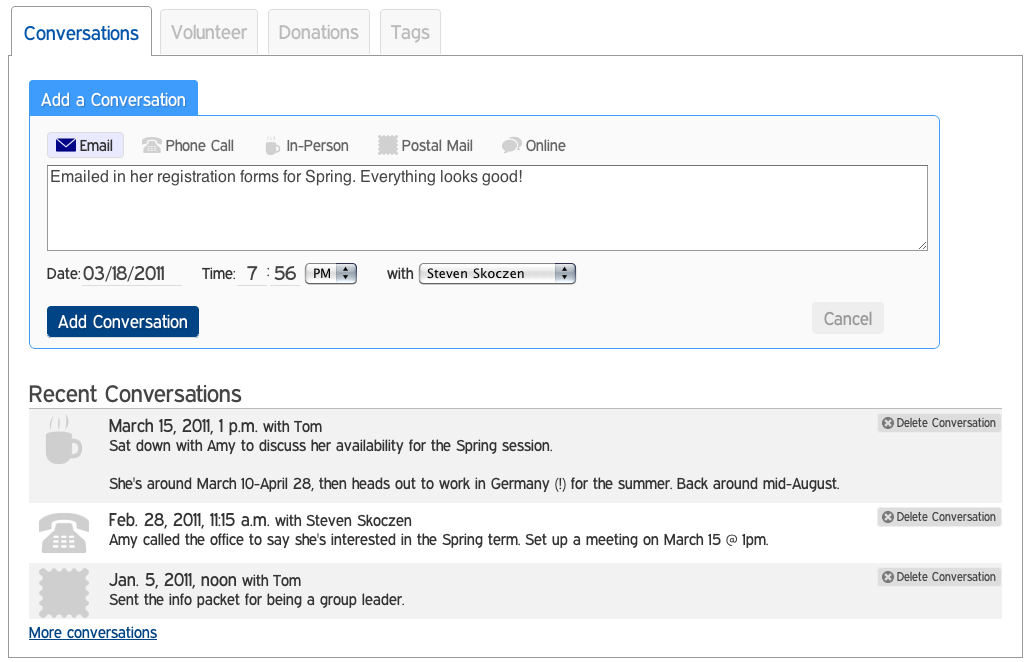 Conversations Volunteer Donations Tags
Add a Conversation
Email Phone Call In-Person Postal Mail Online
Emailed in her registration forms for Spring. Everything looks good!
Date: 03/18/2011 Time: 7 : 56 PM with Steven Skoczen
Add Conversation Cancel
Recent Conversations
March 15, 2011, 1 p.m. with Tom Delete Conversation
Sat down with Amy to discuss her availability for the Spring session.
She's around March 10-April 28, then heads out to work in Germany (!) for the summer. Back around mid-August.
Feb. 28, 2011, 11:15 a.m. with Steven Skoczen Delete Conversation
Amy called the office to say she's interested in the Spring term. Set up a meeting on March 15 @ 1pm.
Jan. 5, 2011, noon with Tom Delete Conversation
Sent the info packet for being a group leader.
More conversations